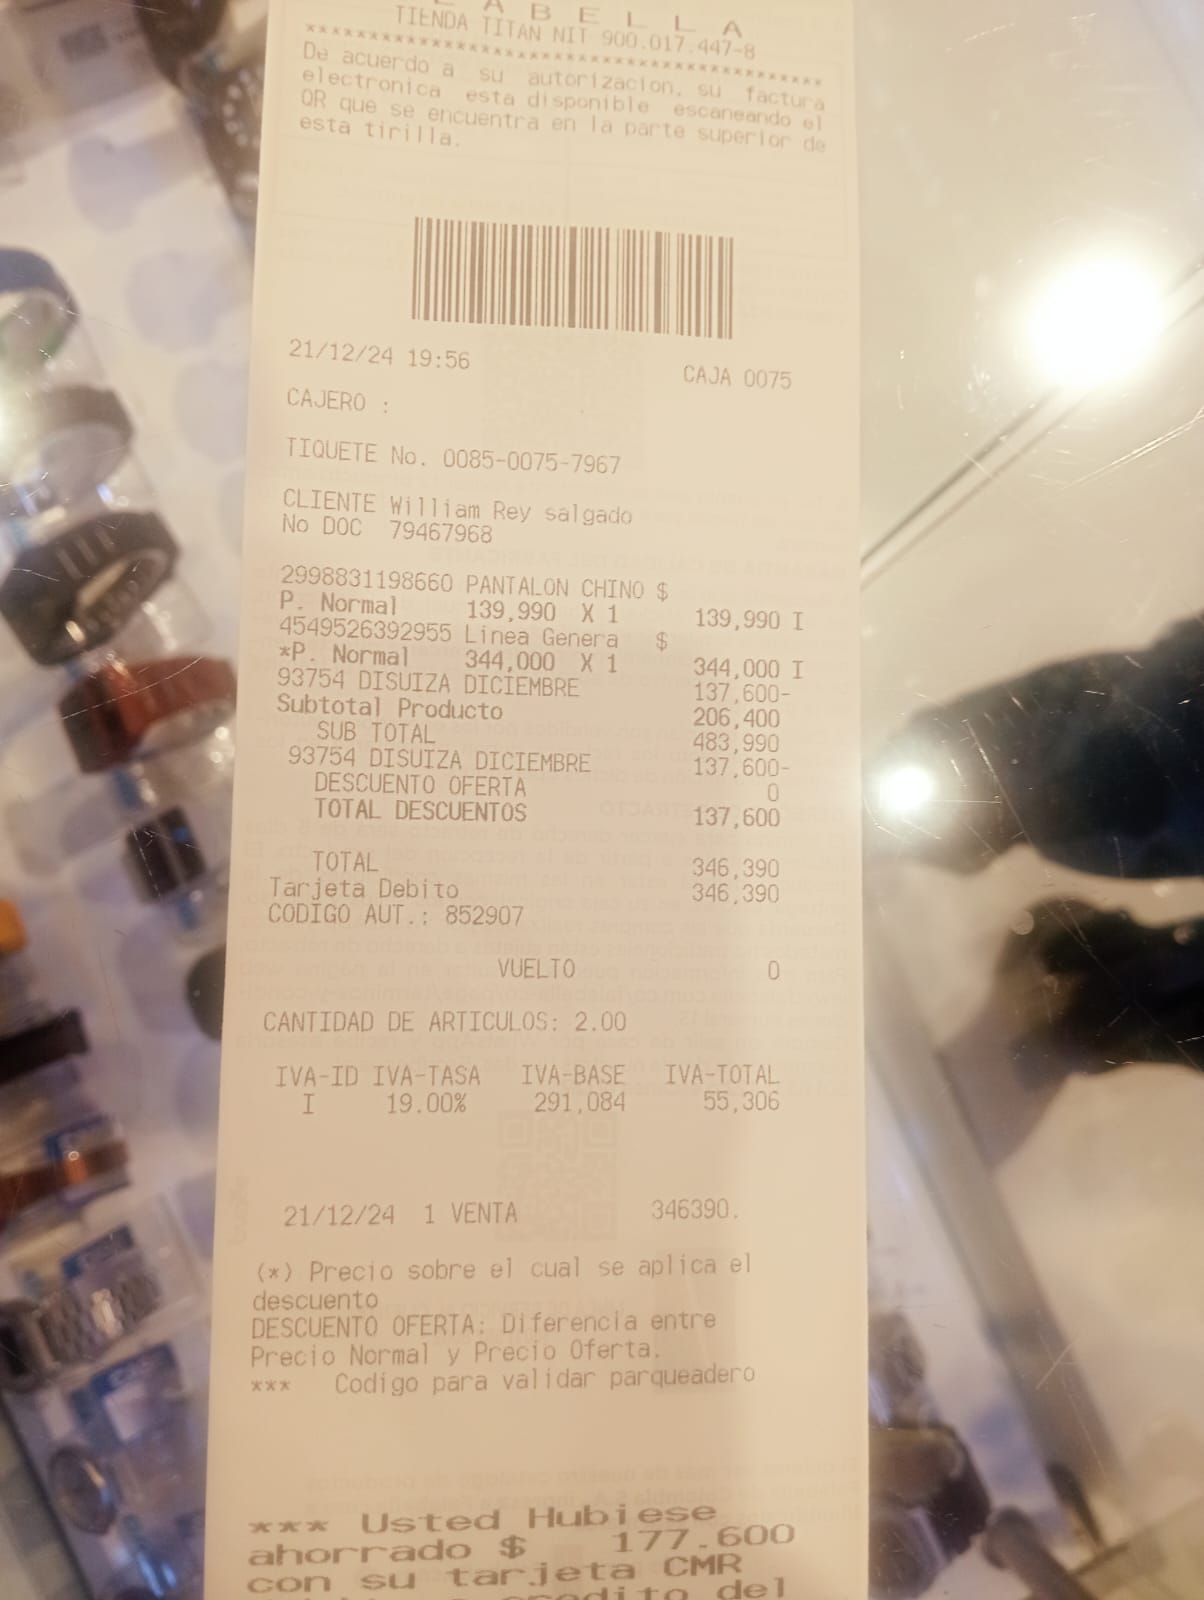 A B E L L A
TIENDA TITAN NIT 900.017.447-8
**************************************************
De acuerdo a su autorizacion, su factura
electronica esta disponible escaneando el
QR que se encuentra en la parte superior de
esta tirilla.
21/12/24 19:56 CAJA 0075
CAJERO :
TIQUETE No. 0085-0075-7967
CLIENTE William Rey salgado
No DOC 79467968
2998831198660 PANTALON CHINO $
P. Normal 139,990 X 1 139,990 I
4549526392955 Linea Genera $
*P. Normal 344,000 X 1 344,000 I
93754 DISUIZA DICIEMBRE 137,600-
Subtotal Producto 206,400
SUB TOTAL 483,990
93754 DISUIZA DICIEMBRE 137,600-
DESCUENTO OFERTA 0
TOTAL DESCUENTOS 137,600
TOTAL 346,390
Tarjeta Debito 346,390
CODIGO AUT.: 852907
VUELTO 0
CANTIDAD DE ARTICULOS: 2.00
IVA-ID IVA-TASA IVA-BASE IVA-TOTAL
I 19.00% 291,084 55,306
21/12/24 1 VENTA 346390.
(*) Precio sobre el cual se aplica el
descuento
DESCUENTO OFERTA: Diferencia entre
Precio Normal y Precio Oferta.
*** Codigo para validar parqueadero
*** Usted Hubiese
ahorrado $ 177.600
con su tarjeta CMR
credito del